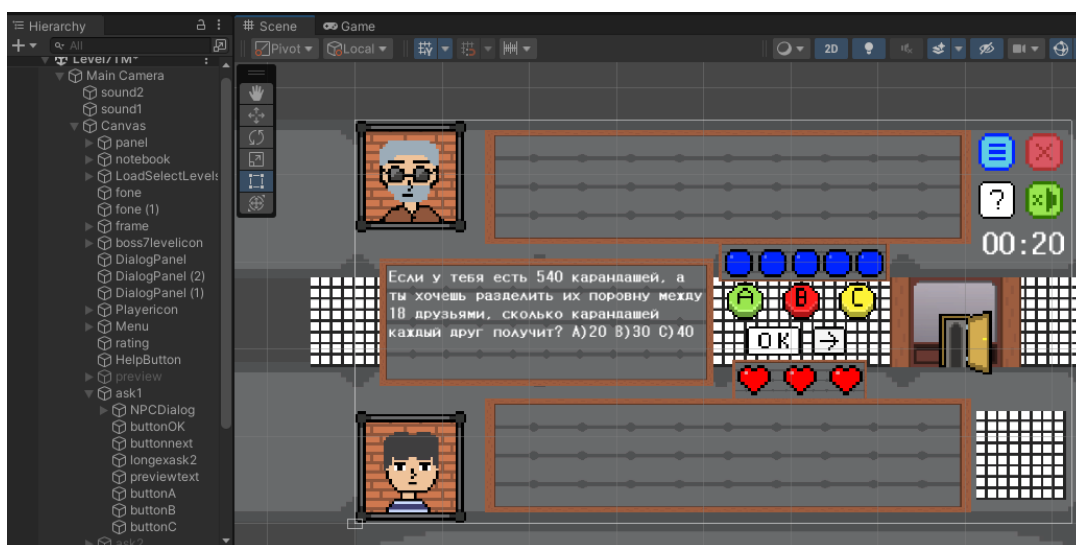 Hierarchy
Scene
Game
All
Pivot
Local
2D
Level7TM*
Main Camera
sound2
sound1
Canvas
panel
notebook
LoadSelectLevels
fone
fone (1)
frame
boss7levelicon
DialogPanel
DialogPanel (2)
DialogPanel (1)
Playericon
Menu
rating
HelpButton
preview
ask1
NPCDialog
buttonOK
buttonnext
longexask2
previewtext
buttonA
buttonB
buttonC
ask2
?
x
00:20
Если у тебя есть 540 карандашей, а
ты хочешь разделить их поровну между
18 друзьями, сколько карандашей
каждый друг получит? A)20 B)30 C)40
A B C
OK →